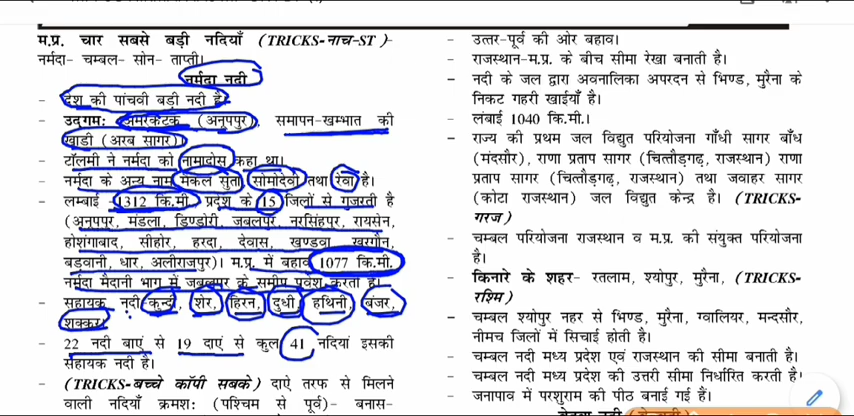 म.प्र. चार सबसे बड़ी नदियाँ (TRICKS-नाच-ST)-
नर्मदा- चम्बल- सोन- ताप्ती।
नर्मदा नदी
- देश की पांचवी बड़ी नदी है
- उद्गमः अमरकंटक (अनूपपुर) समापन-खम्भात की
खाड़ी (अरब सागर)
- टॉलमी ने नर्मदा को नामादोस कहा था।
- नर्मदा के अन्य नाम मेकल सुता, सोमोदेवी तथा रेवा है।
- लम्बाई -1312 कि.मी. प्रदेश के 15 जिलों से गुजरती है
(अनूपपुर, मंडला, डिण्डोरी, जबलपुर, नरसिंहपुर, रायसेन,
होशंगाबाद, सीहोर, हरदा, देवास, खण्डवा, खरगौन,
बड़वानी, धार, अलीराजपुर)। म.प्र. में बहाव 1077 कि.मी.
नर्मदा मैदानी भाग में जबलपुर के समीप प्रवेश करती है।
- सहायक नदी कुन्दी, शेर, हिरन, दुधी, हथिनी, बंजर,
शक्कर
- 22 नदी बाएं से 19 दाएं से कुल 41 नदियां इसकी
सहायक नदी है।
- (TRICKS-बच्चे कॉपी सबके) दाऐ तरफ से मिलने
वाली नदियाँ क्रमशः (पश्चिम से पूर्व)- बनास-
- उत्तर-पूर्व की ओर बहाव।
- राजस्थान-म.प्र. के बीच सीमा रेखा बनाती है।
- नदी के जल द्वारा अवनालिका अपरदन से भिण्ड, मुरैना के
निकट गहरी खाईयाँ है।
- लंबाई 1040 कि.मी.।
- राज्य की प्रथम जल विद्युत परियोजना गाँधी सागर बाँध
(मंदसौर), राणा प्रताप सागर (चित्तौड़गढ़, राजस्थान) राणा
प्रताप सागर (चित्तौड़गढ़, राजस्थान) तथा जवाहर सागर
(कोटा राजस्थान) जल विद्युत केन्द्र है। (TRICKS-
गरज)
- चम्बल परियोजना राजस्थान व म.प्र. की संयुक्त परियोजना
है।
- किनारे के शहर- रतलाम, श्योपुर, मुरैना, (TRICKS-
रश्मि)
- चम्बल श्योपुर नहर से भिण्ड, मुरैना, ग्वालियर, मन्दसौर,
नीमच जिलों में सिचाई होती है।
- चम्बल नदी मध्य प्रदेश एवं राजस्थान की सीमा बनाती है।
- चम्बल नदी मध्य प्रदेश की उत्तरी सीमा निर्धारित करती है।
- जनापाव में परशुराम की पीठ बनाई गई हैं।